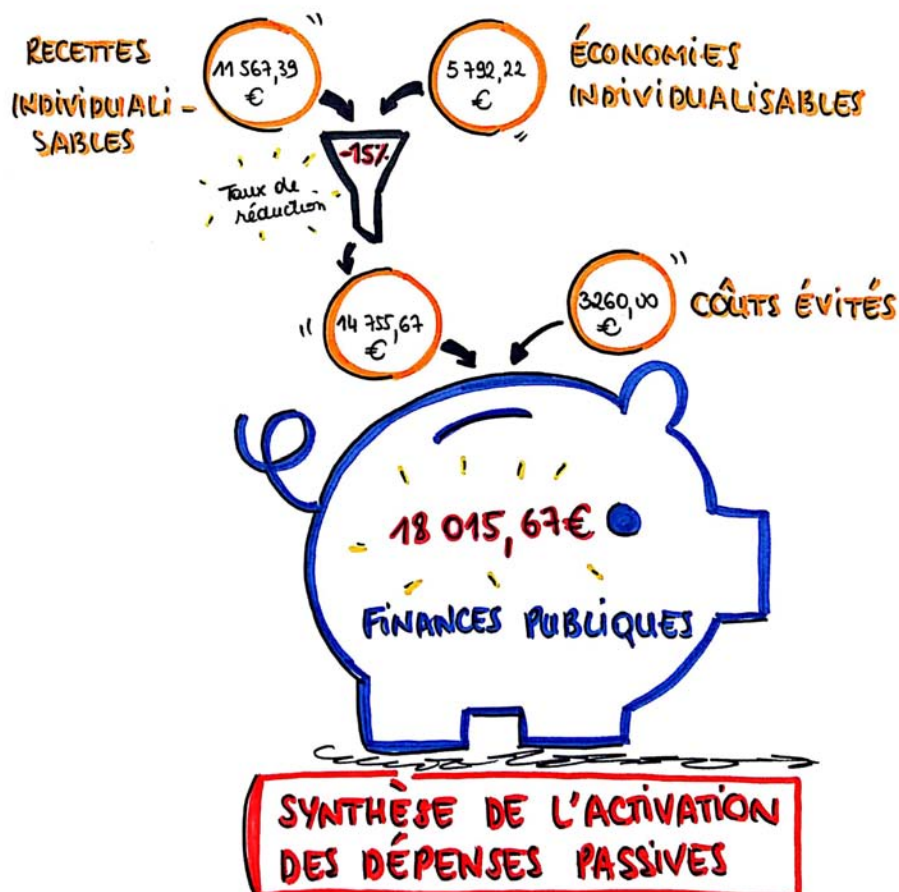 RECETTES
INDIVIDUALI-
SABLES
11 567,39
€
5 792,22
€
ÉCONOMIES
INDIVIDUALISABLES
-15%
Taux de
réduction
14 755,67
€
3260,00
€
COÛTS ÉVITÉS
18 015,67€
FINANCES PUBLIQUES
SYNTHÈSE DE L'ACTIVATION
DES DÉPENSES PASSIVES